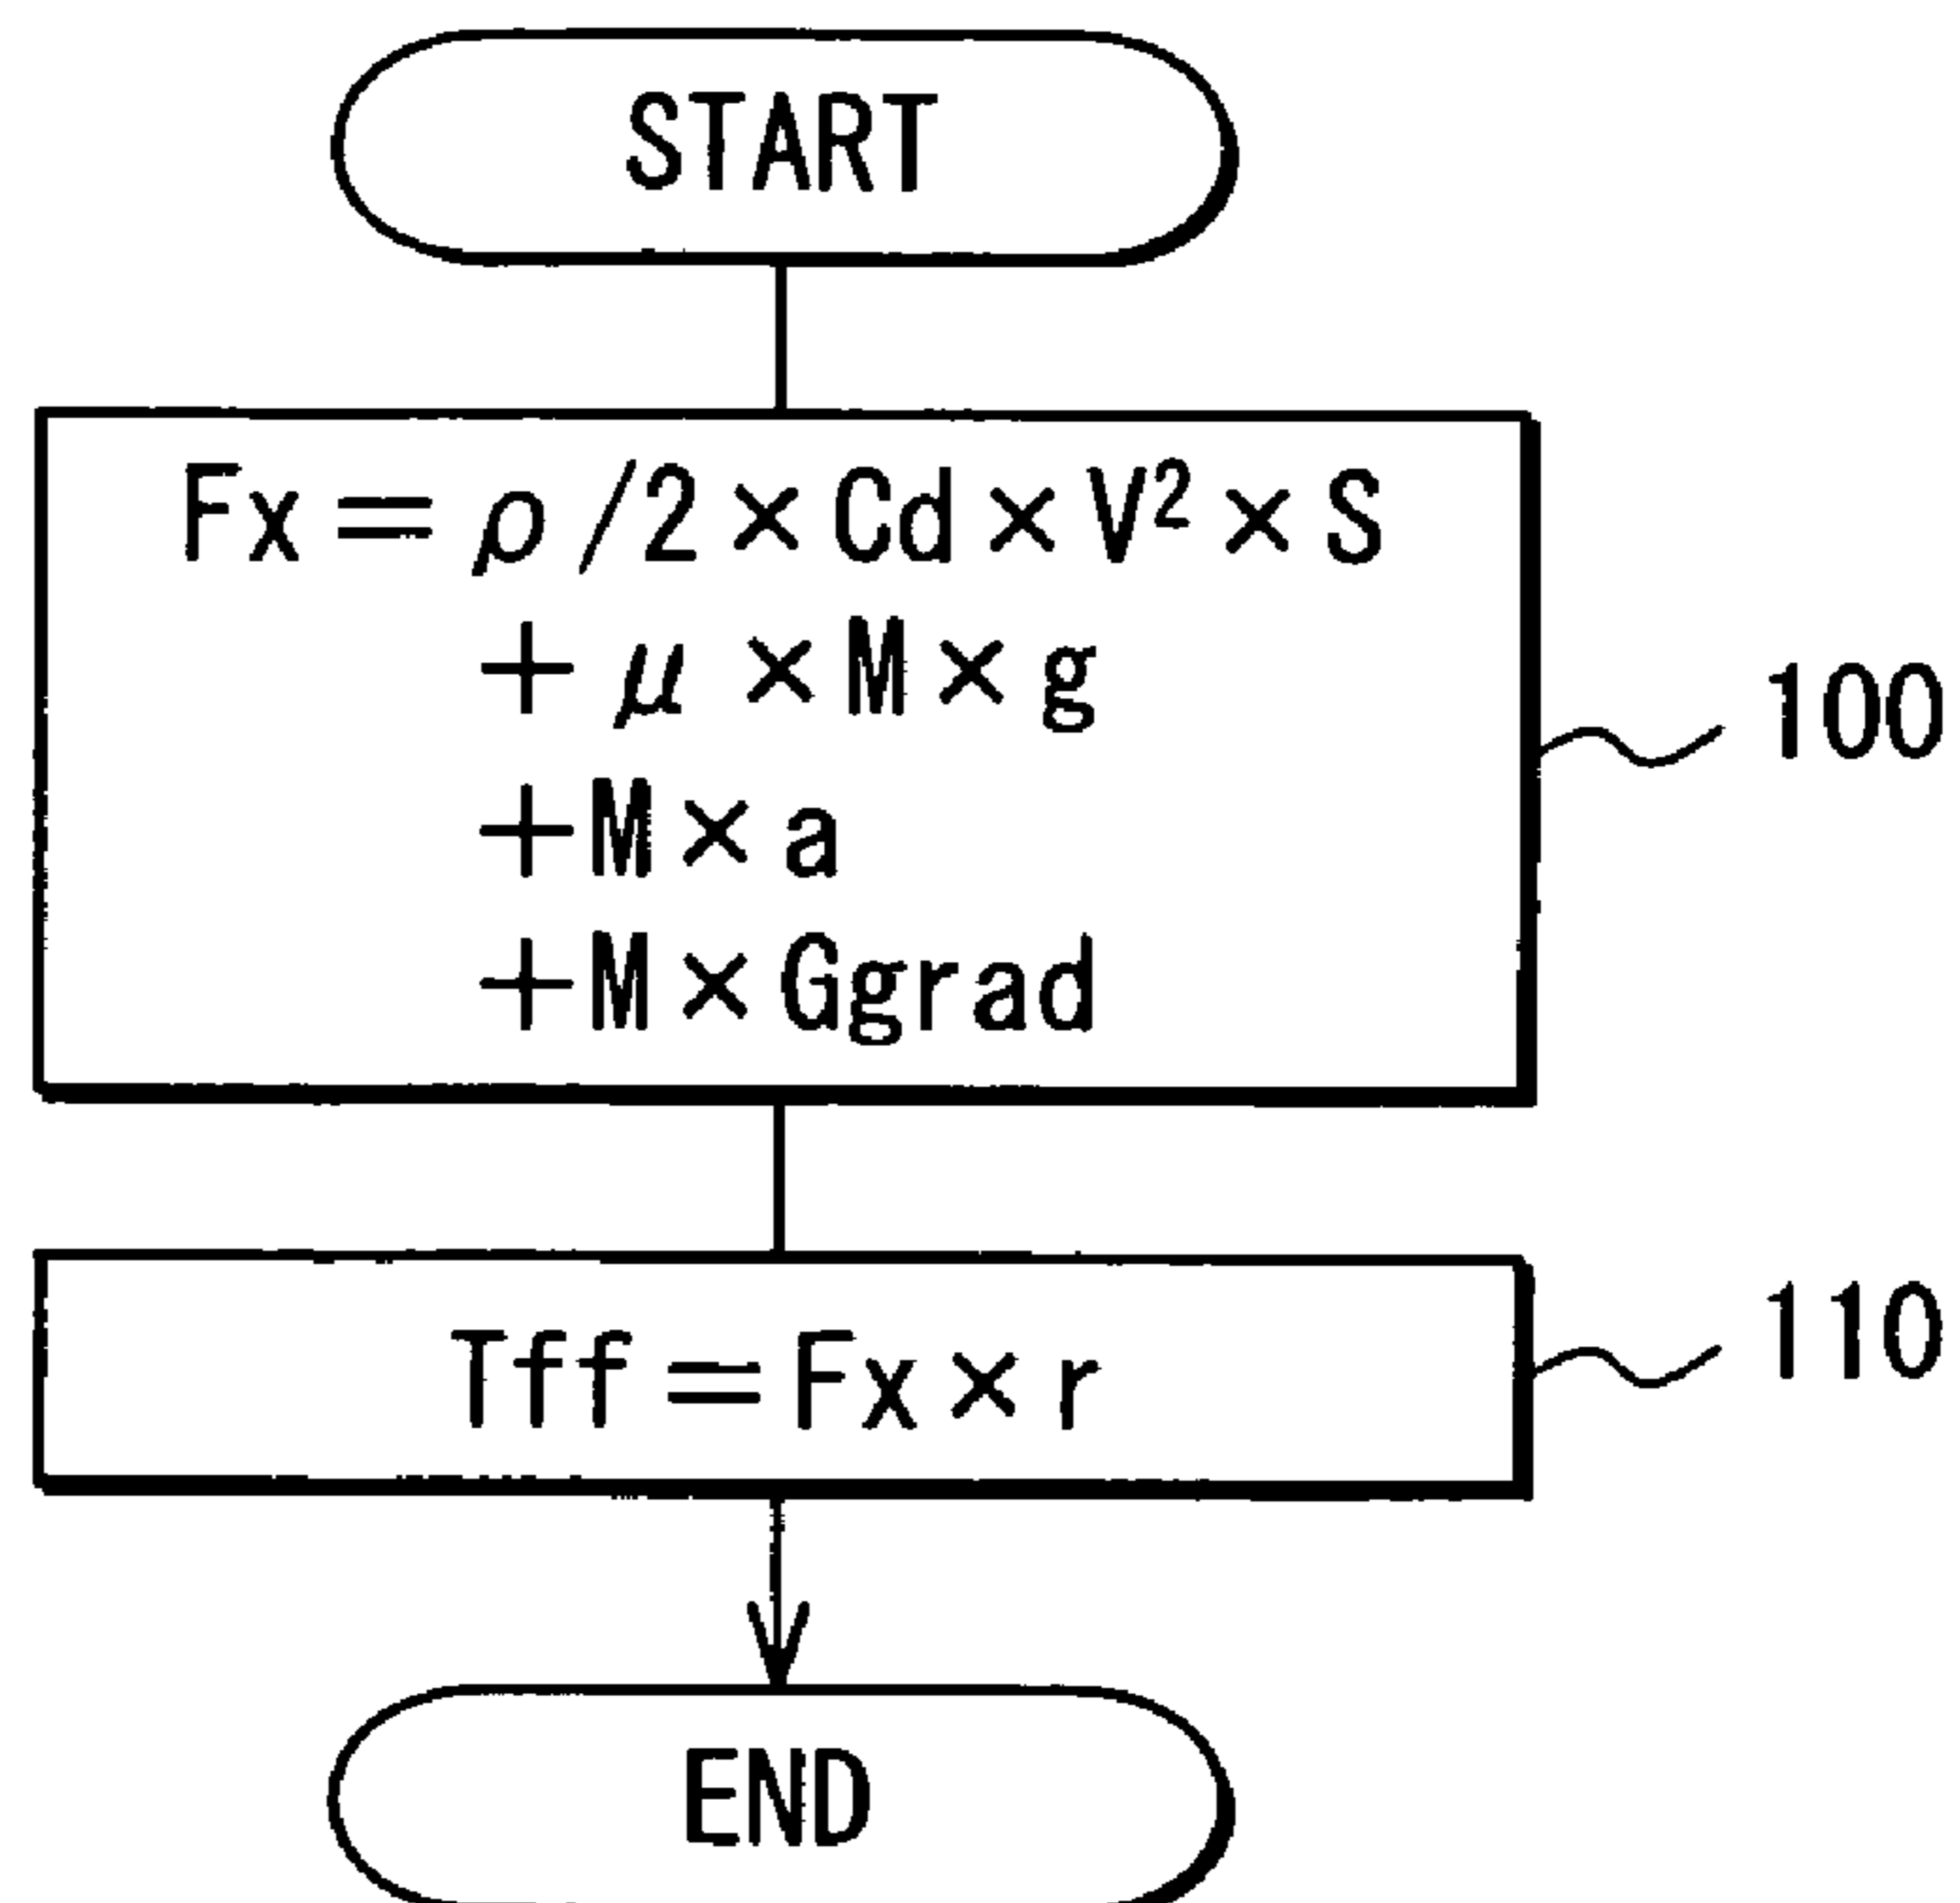 START
Fx=ρ/2×Cd×V²×S
+μ×M×g
+M×a
+M×Ggrad
100
Tff=Fx×r
110
END